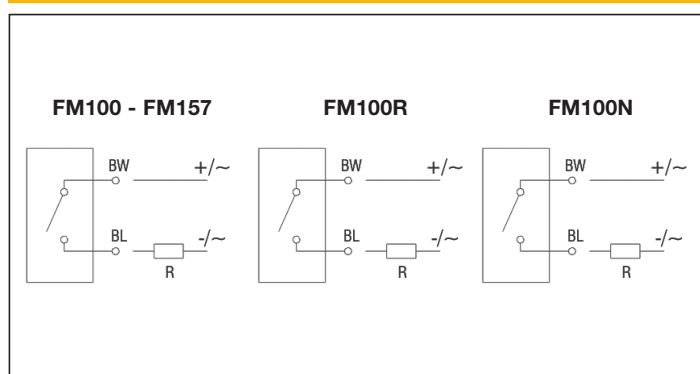 FM100 - FM157
BW
+/~
BL
-/~
R
FM100R
BW
+/~
BL
-/~
R
FM100N
BW
+/~
BL
-/~
R